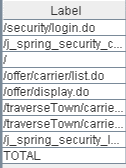 Label
/security/login.do
/j_spring_security_c...
/
/offer/carrier/list.do
/offer/display.do
/traverseTown/carrie...
/traverseTown/carrie...
/j_spring_security_l...
TOTAL